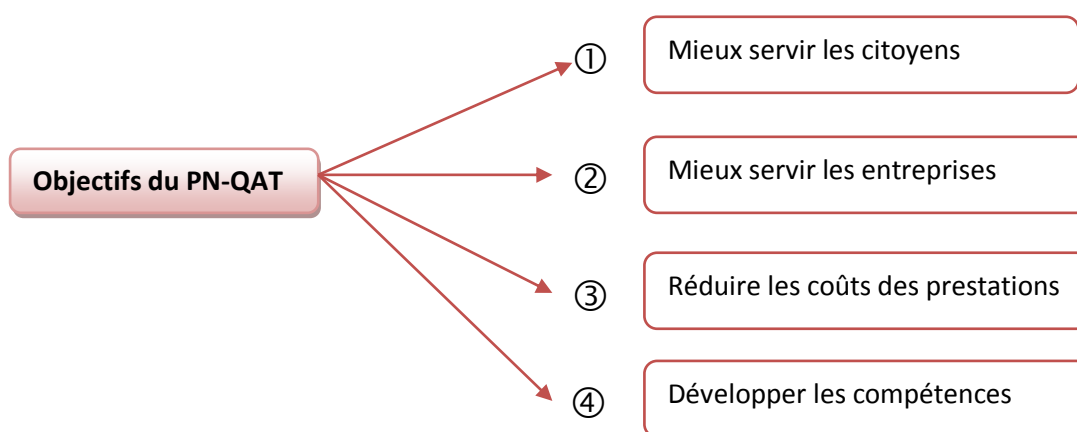 Objectifs du PN-QAT
① Mieux servir les citoyens
② Mieux servir les entreprises
③ Réduire les coûts des prestations
④ Développer les compétences